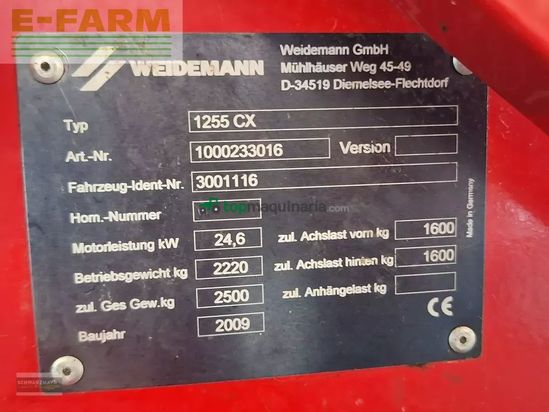 E-FARM
WEIDEMANN
Weidemann GmbH
Mühlhäuser Weg 45-49
D-34519 Diemelsee-Flechtdorf
Typ 1255 CX
Art.-Nr. 1000233016 Version
Fahrzeug-Ident-Nr. 3001116
Hom.-Nummer
topmaquinaria.com
Motorleistung kW 24,6 zul. Achslast vorn kg 1600
Betriebsgewicht kg 2220 zul. Achslast hinten kg 1600
zul. Ges Gew.kg 2500 zul. Anhängelast kg
Baujahr 2009
CE
Made in Germany
SCHWARZMAYR